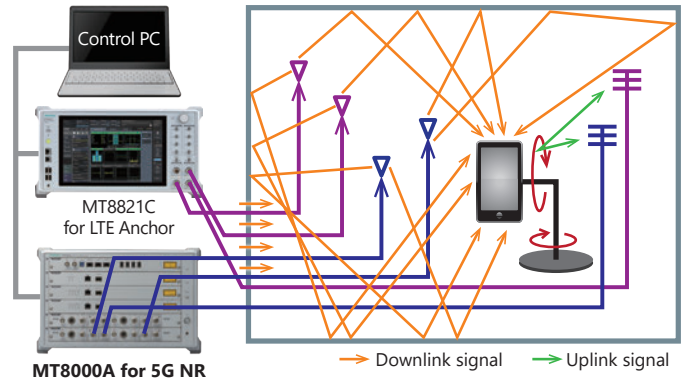 Control PC
MT8821C
for LTE Anchor
MT8000A for 5G NR
Downlink signal
Uplink signal